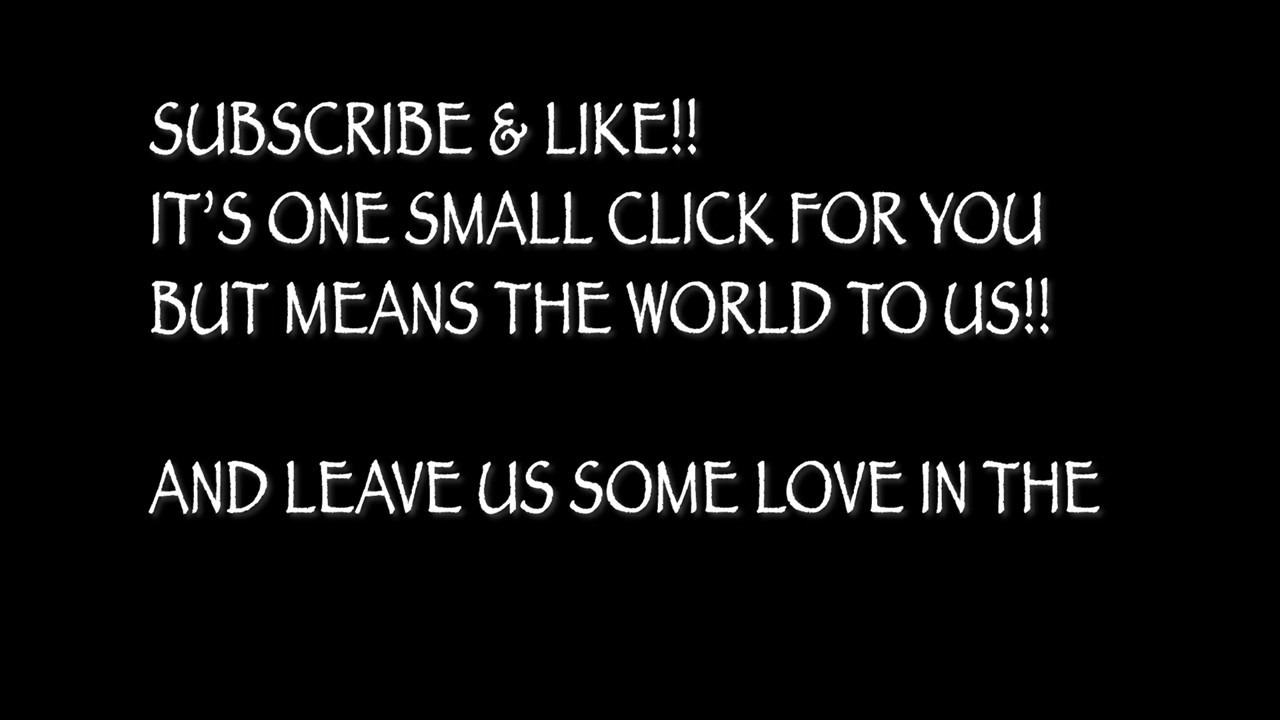 SUBSCRIBE & LIKE!!
IT’S ONE SMALL CLICK FOR YOU
BUT MEANS THE WORLD TO US!!
AND LEAVE US SOME LOVE IN THE